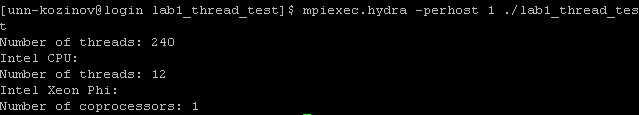 [unn-kozinov@login lab1_thread_test]$ mpiexec.hydra -perhost 1 ./lab1_thread_tes
t
Number of threads: 240
Intel CPU:
Number of threads: 12
Intel Xeon Phi:
Number of coprocessors: 1